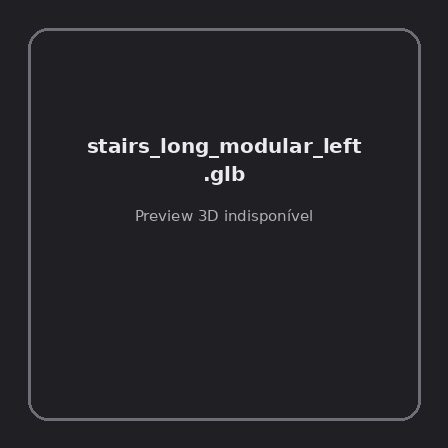 stairs_long_modular_left
.glb
Preview 3D indisponível